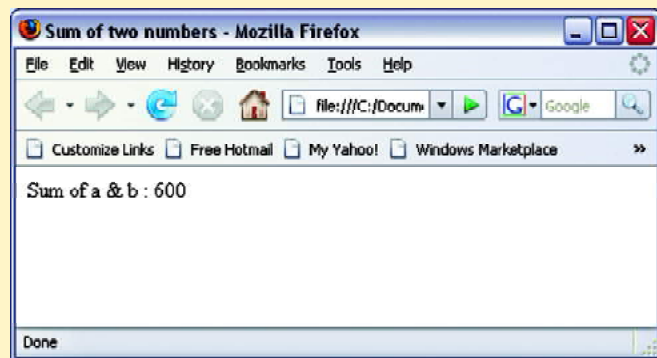 Sum of two numbers - Mozilla Firefox
File Edit View History Bookmarks Tools Help
file:///C:/Docum G Google
Customize Links Free Hotmail My Yahoo! Windows Marketplace »
Sum of a & b : 600
Done